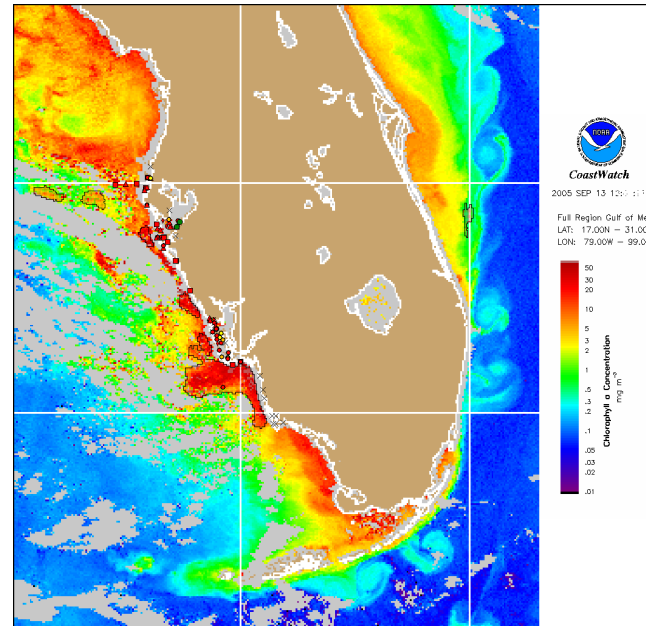 NOAA
CoastWatch
2005 SEP 13
Full Region Gulf of Me
LAT: 17.00N – 31.00
LON: 79.00W – 99.0
50
30
20
10
5
3
2
1
.5
.3
.2
.1
.05
.03
.02
.01
Chlorophyll a Concentration
mg m⁻³